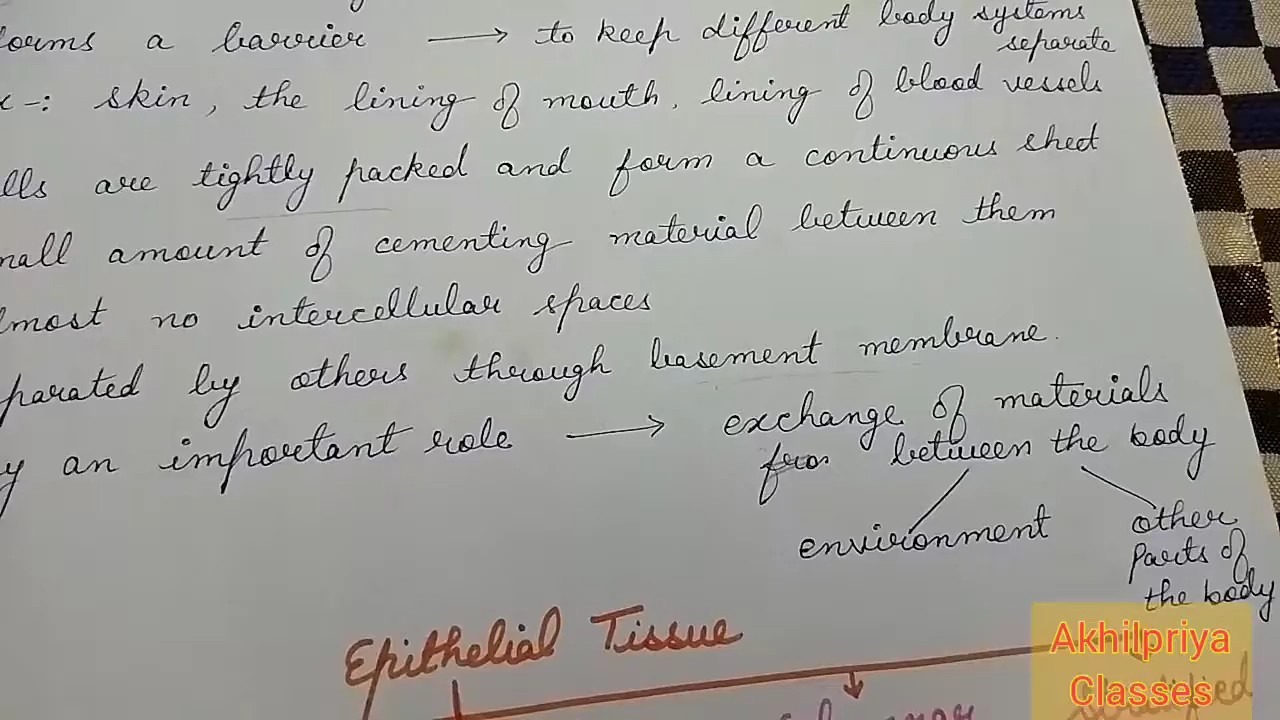 forms a barrier → to keep different body systems separate
x -: skin, the lining of mouth, lining of blood vessels
lls are tightly packed and form a continuous shet
mall amount of cementing material between them
lmost no intercellular spaces
parated by others through basement membrane.
y an important role → exchange of materials
between the body
environment
other
parts of
the body
Epithelial Tissue
Akhilpriya
Classes